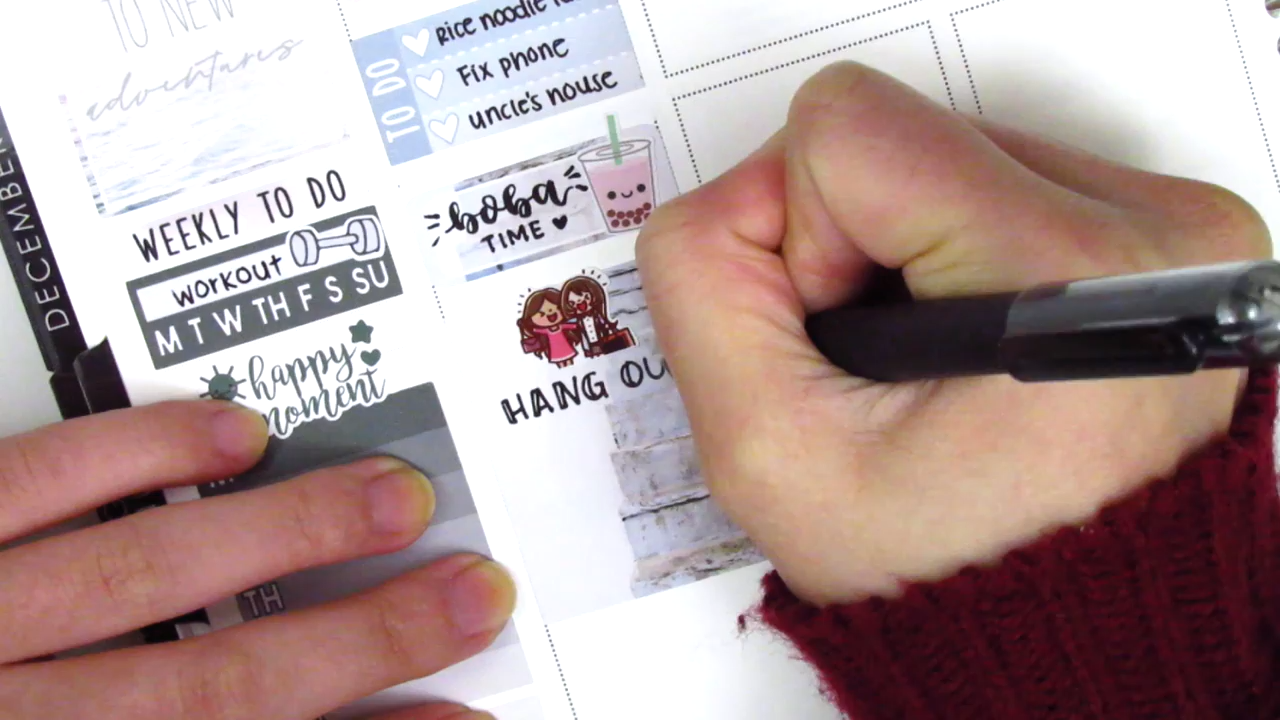 TO NEW
adventures
DECEMBER
WEEKLY TO DO
workout
M T W TH F S SU
happy
moment
TH
TO DO
Rice noodle
Fix phone
uncle's house
boba
TIME
HANG OU